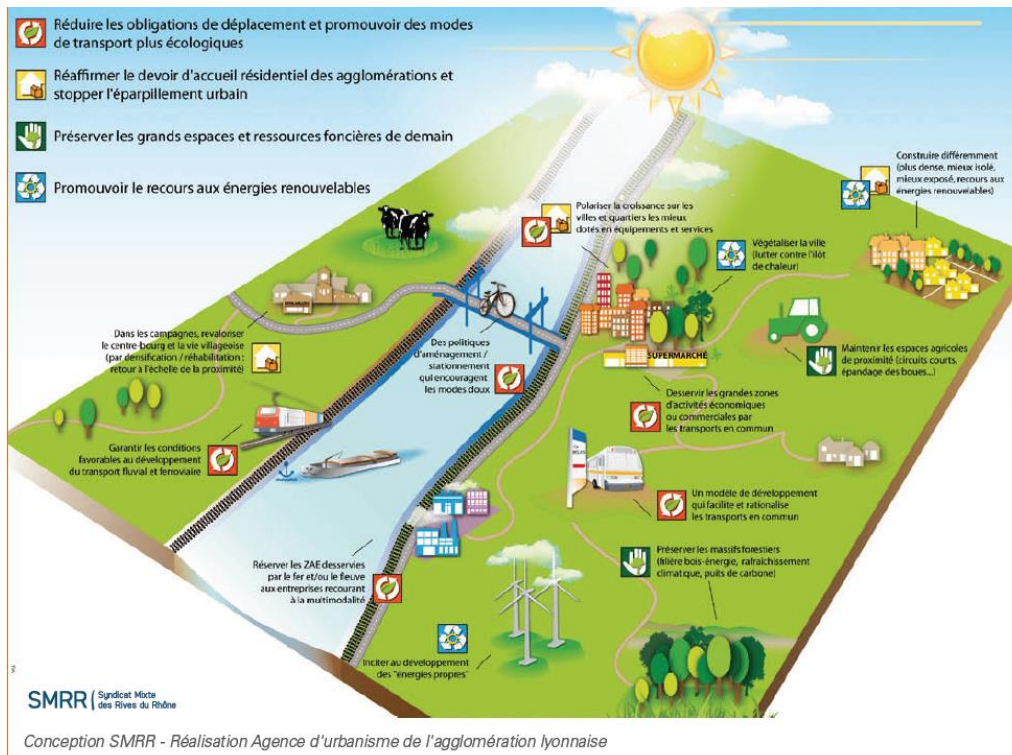 Réduire les obligations de déplacement et promouvoir des modes
de transport plus écologiques
Réaffirmer le devoir d'accueil résidentiel des agglomérations et
stopper l'éparpillement urbain
Préserver les grands espaces et ressources foncières de demain
Promouvoir le recours aux énergies renouvelables
Construire différemment
(plus dense, mieux isolé,
mieux exposé, recours aux
énergies renouvelables)
Polariser la croissance sur les
villes et quartiers les mieux
dotés en équipements et services
Végétaliser la ville
(lutter contre l'îlot
de chaleur)
Dans les campagnes, revaloriser
le centre-bourg et la vie villageoise
(par densification / réhabilitation :
retour à l'échelle de la proximité)
Des politiques
d'aménagement /
stationnement
qui encouragent
les modes doux
SUPERMARCHÉ
Maintenir les espaces agricoles
de proximité (circuits courts,
épandage des boues...)
Desservir les grandes zones
d'activités économiques
ou commerciales par
les transports en commun
Garantir les conditions
favorables au développement
du transport fluvial et ferroviaire
Un modèle de développement
qui facilite et rationalise
les transports en commun
Réserver les ZAE desservies
par le fer et/ou le fleuve
aux entreprises recourant
à la multimodalité
Préserver les massifs forestiers
(filière bois-énergie, rafraîchissement
climatique, puits de carbone)
Inciter au développement
des "énergies propres"
SMRR
Syndicat Mixte
des Rives du Rhône
Conception SMRR - Réalisation Agence d'urbanisme de l'agglomération lyonnaise